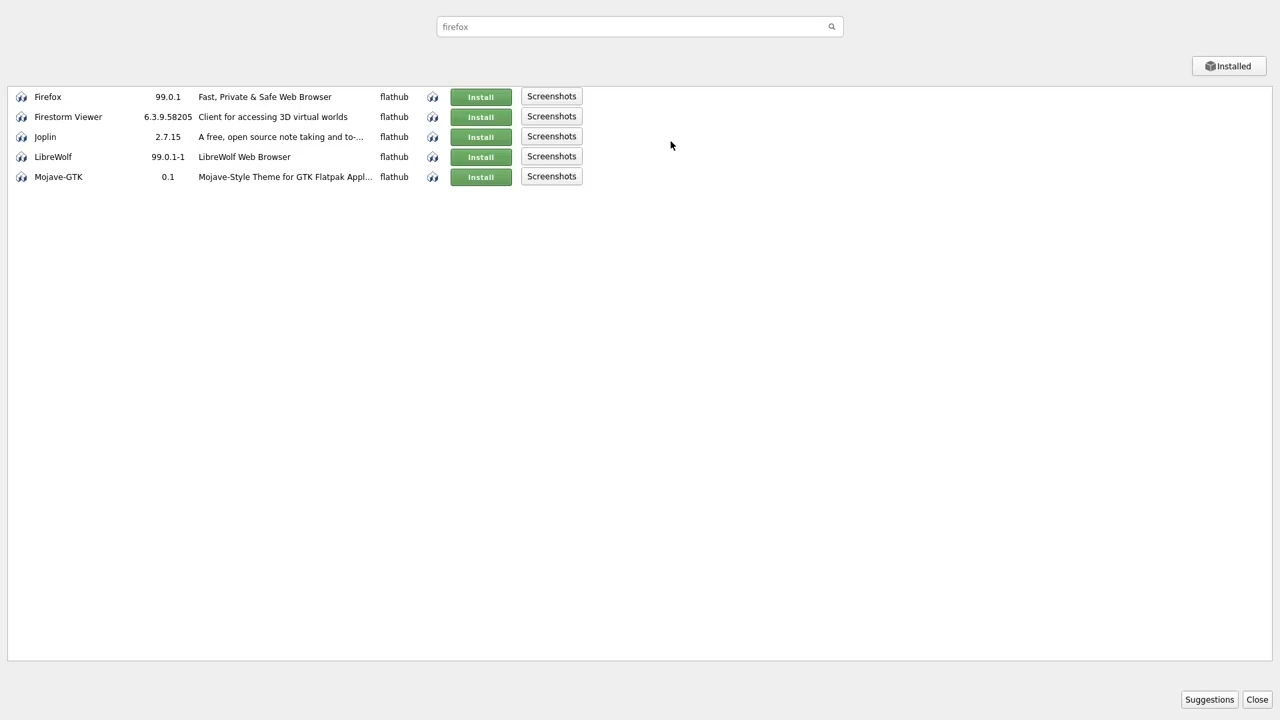 firefox
Installed
Firefox 99.0.1 Fast, Private & Safe Web Browser flathub Install Screenshots
Firestorm Viewer 6.3.9.58205 Client for accessing 3D virtual worlds flathub Install Screenshots
Joplin 2.7.15 A free, open source note taking and to-... flathub Install Screenshots
LibreWolf 99.0.1-1 LibreWolf Web Browser flathub Install Screenshots
Mojave-GTK 0.1 Mojave-Style Theme for GTK Flatpak Appl... flathub Install Screenshots
Suggestions Close